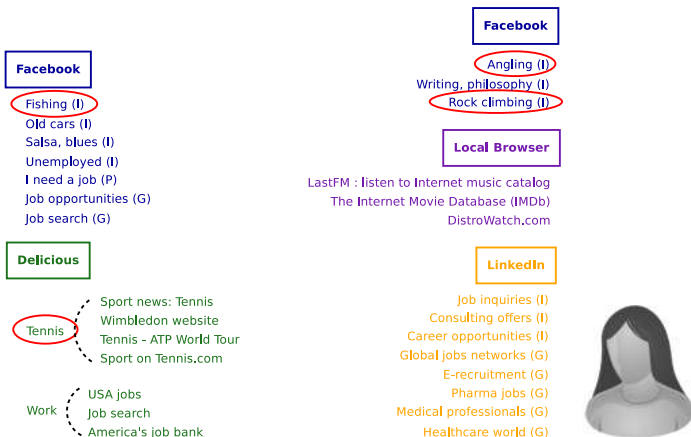 Facebook
Fishing (I)
Old cars (I)
Salsa, blues (I)
Unemployed (I)
I need a job (P)
Job opportunities (G)
Job search (G)
Delicious
Tennis
Sport news: Tennis
Wimbledon website
Tennis - ATP World Tour
Sport on Tennis.com
Work
USA jobs
Job search
America's job bank
Facebook
Angling (I)
Writing, philosophy (I)
Rock climbing (I)
Local Browser
LastFM : listen to Internet music catalog
The Internet Movie Database (IMDb)
DistroWatch.com
LinkedIn
Job inquiries (I)
Consulting offers (I)
Career opportunities (I)
Global jobs networks (G)
E-recruitment (G)
Pharma jobs (G)
Medical professionals (G)
Healthcare world (G)